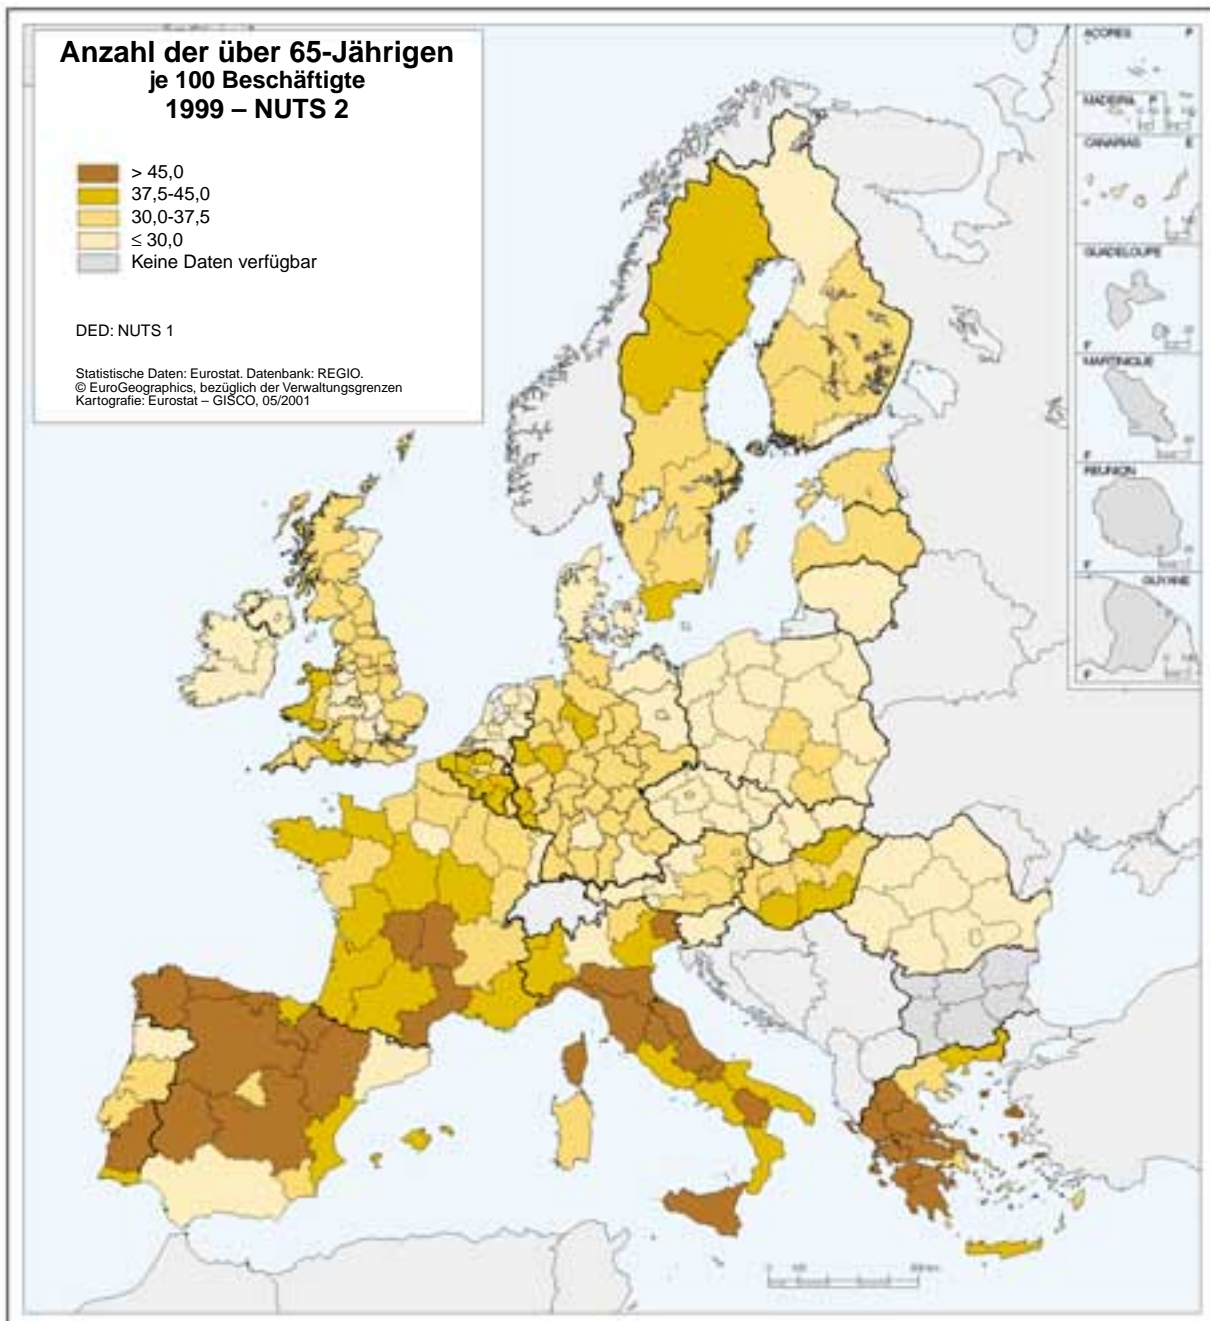 Anzahl der über 65-Jährigen
je 100 Beschäftigte
1999 – NUTS 2
> 45,0
37,5-45,0
30,0-37,5
≤ 30,0
Keine Daten verfügbar
DED: NUTS 1
Statistische Daten: Eurostat. Datenbank: REGIO.
© EuroGeographics, bezüglich der Verwaltungsgrenzen
Kartografie: Eurostat – GISCO, 05/2001
AÇORES P
MADEIRA P
CANARIAS E
GUADELOUPE
F
MARTINIQUE
F
REUNION
F
GUYANE
F